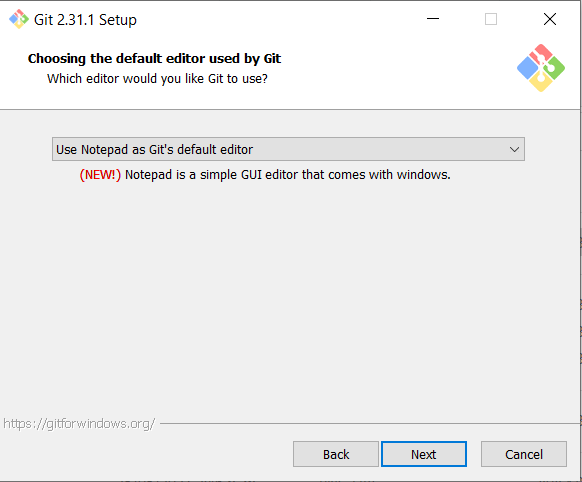 Git 2.31.1 Setup
Choosing the default editor used by Git
Which editor would you like Git to use?
Use Notepad as Git's default editor
(NEW!) Notepad is a simple GUI editor that comes with windows.
https://gitforwindows.org/
Back
Next
Cancel